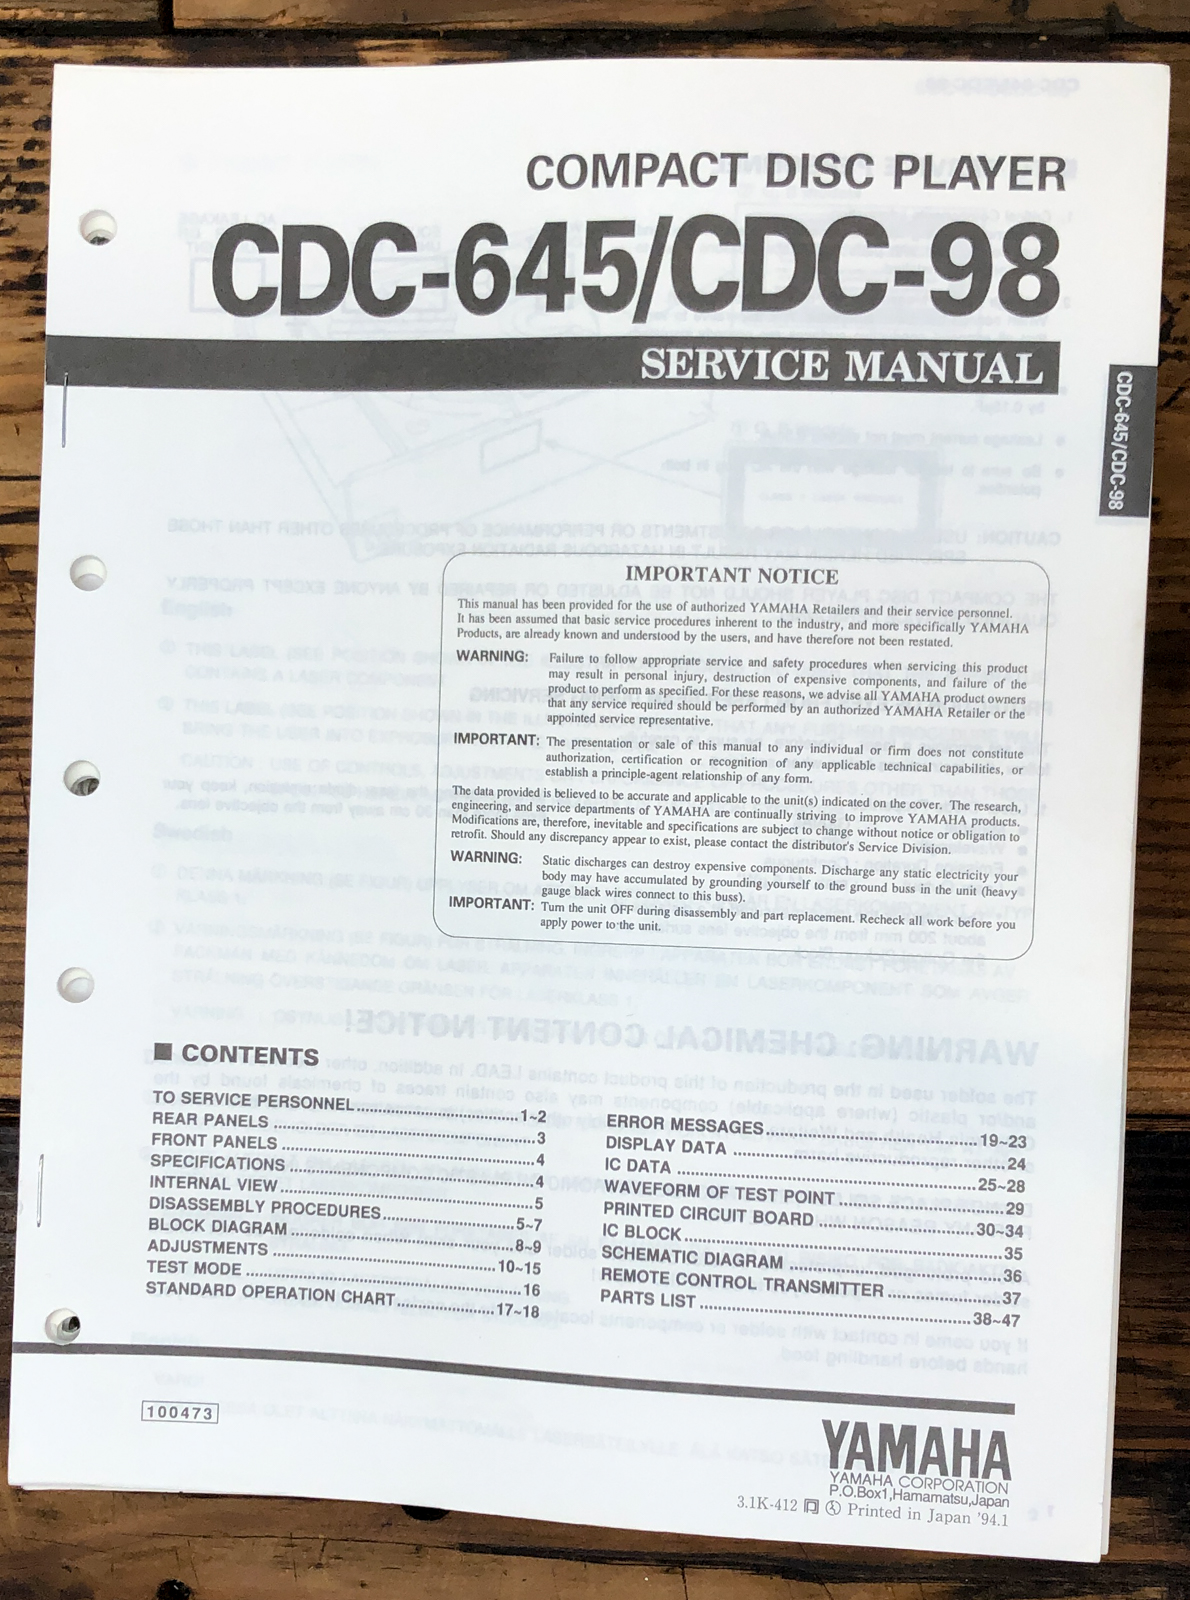 COMPACT DISC PLAYER
CDC-645/CDC-98
SERVICE MANUAL
CDC-645/CDC-98
IMPORTANT NOTICE
This manual has been provided for the use of authorized YAMAHA Retailers and their service personnel.
It has been assumed that basic service procedures inherent to the industry, and more specifically YAMAHA
Products, are already known and understood by the users, and have therefore not been restated.
WARNING: Failure to follow appropriate service and safety procedures when servicing this product
may result in personal injury, destruction of expensive components, and failure of the
product to perform as specified. For these reasons, we advise all YAMAHA product owners
that any service required should be performed by an authorized YAMAHA Retailer or the
appointed service representative.
IMPORTANT: The presentation or sale of this manual to any individual or firm does not constitute
authorization, certification or recognition of any applicable technical capabilities, or
establish a principle-agent relationship of any form.
The data provided is believed to be accurate and applicable to the unit(s) indicated on the cover. The research,
engineering, and service departments of YAMAHA are continually striving to improve YAMAHA products.
Modifications are, therefore, inevitable and specifications are subject to change without notice or obligation to
retrofit. Should any discrepancy appear to exist, please contact the distributor's Service Division.
WARNING: Static discharges can destroy expensive components. Discharge any static electricity your
body may have accumulated by grounding yourself to the ground buss in the unit (heavy
gauge black wires connect to this buss).
IMPORTANT: Turn the unit OFF during disassembly and part replacement. Recheck all work before you
apply power to the unit.
■ CONTENTS
TO SERVICE PERSONNEL..........1~2
REAR PANELS..........3
FRONT PANELS..........4
SPECIFICATIONS..........4
INTERNAL VIEW..........5
DISASSEMBLY PROCEDURES..........5~7
BLOCK DIAGRAM..........8~9
ADJUSTMENTS..........10~15
TEST MODE..........16
STANDARD OPERATION CHART..........17~18
ERROR MESSAGES..........19~23
DISPLAY DATA..........24
IC DATA..........25~28
WAVEFORM OF TEST POINT..........29
PRINTED CIRCUIT BOARD..........30~34
IC BLOCK..........35
SCHEMATIC DIAGRAM..........36
REMOTE CONTROL TRANSMITTER..........37
PARTS LIST..........38~47
100473
YAMAHA
YAMAHA CORPORATION
P.O.Box1,Hamamatsu,Japan
3.1K-412 Printed in Japan '94.1